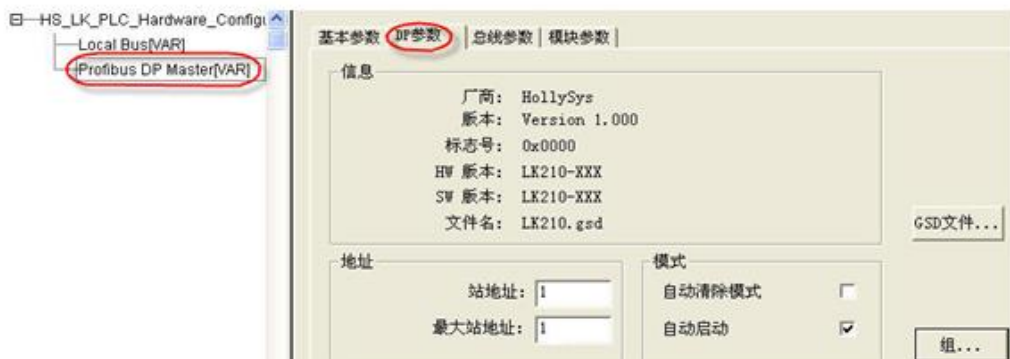 HS_LK_PLC_Hardware_Configu
Local Bus[VAR]
Profibus DP Master[VAR]
基本参数 DP参数 总线参数 模块参数
信息
厂商: HollySys
版本: Version 1.000
标志号: 0x0000
HW 版本: LK210-XXX
SW 版本: LK210-XXX
文件名: LK210.gsd
GSD文件...
地址
站地址: 1
最大站地址: 1
模式
自动清除模式
自动启动
组...